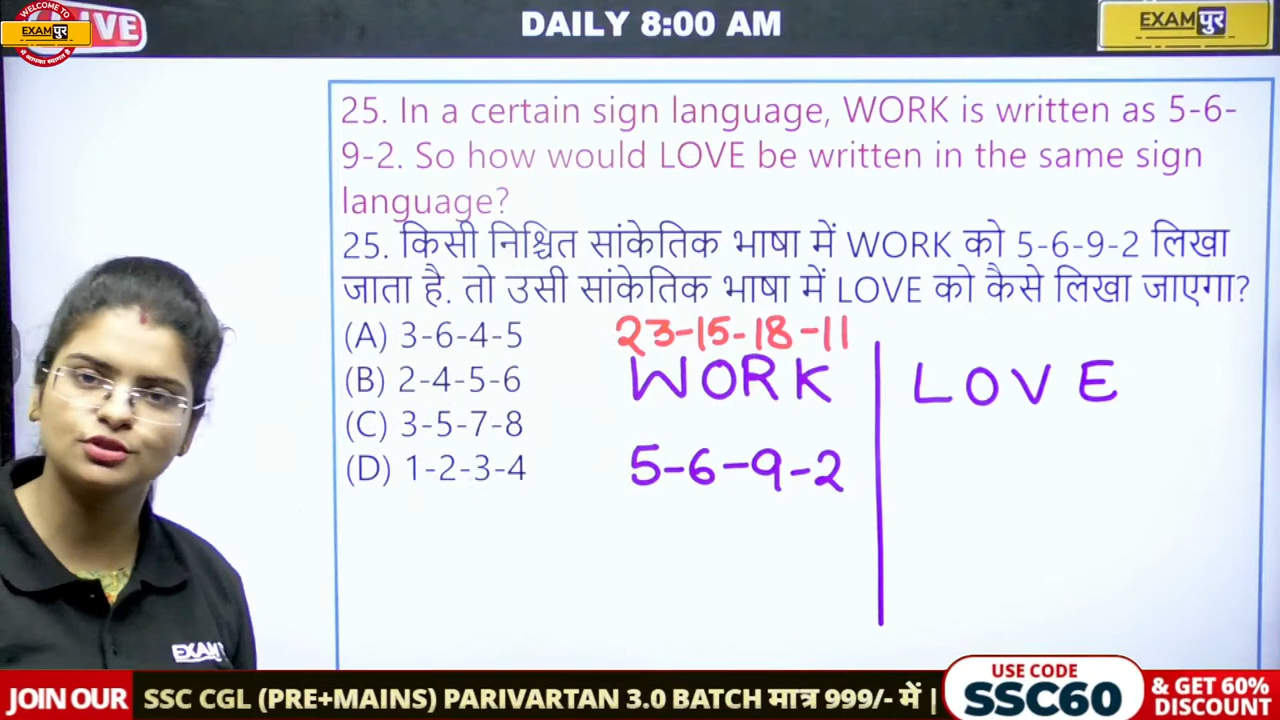 WELCOME TO
LIVE
EXAMपुर
में आपका स्वागत है
DAILY 8:00 AM
EXAMपुर
25. In a certain sign language, WORK is written as 5-6-
9-2. So how would LOVE be written in the same sign
language?
25. किसी निश्चित सांकेतिक भाषा में WORK को 5-6-9-2 लिखा
जाता है. तो उसी सांकेतिक भाषा में LOVE को कैसे लिखा जाएगा?
(A) 3-6-4-5
(B) 2-4-5-6
(C) 3-5-7-8
(D) 1-2-3-4
23-15-18-11
WORK
5-6-9-2
LOVE
EXAM
JOIN OUR
SSC CGL (PRE+MAINS) PARIVARTAN 3.0 BATCH मात्र 999/- में |
USE CODE
SSC60
& GET 60%
DISCOUNT